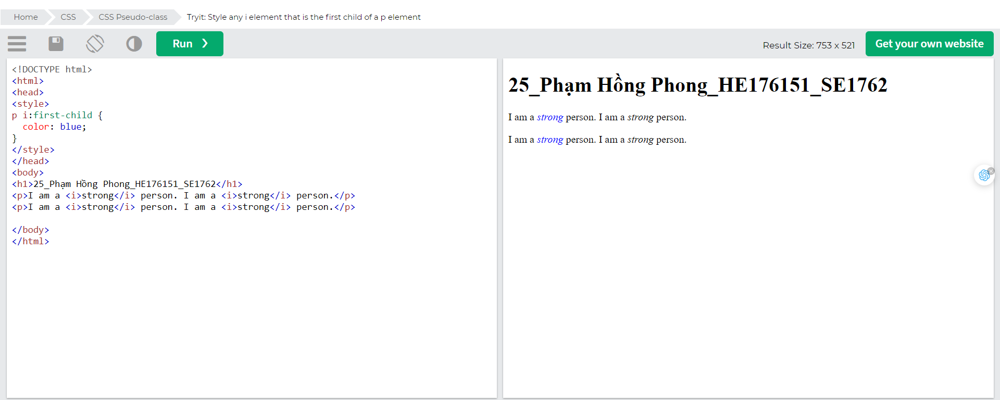 Home CSS CSS Pseudo-class Tryit: Style any i element that is the first child of a p element
Run ❯ Result Size: 753 x 521 Get your own website
<!DOCTYPE html>
<html>
<head>
<style>
p i:first-child {
  color: blue;
}
</style>
</head>
<body>
<h1>25_Phạm Hồng Phong_HE176151_SE1762</h1>
<p>I am a <i>strong</i> person. I am a <i>strong</i> person.</p>
<p>I am a <i>strong</i> person. I am a <i>strong</i> person.</p>

</body>
</html>
25_Phạm Hồng Phong_HE176151_SE1762
I am a strong person. I am a strong person.
I am a strong person. I am a strong person.